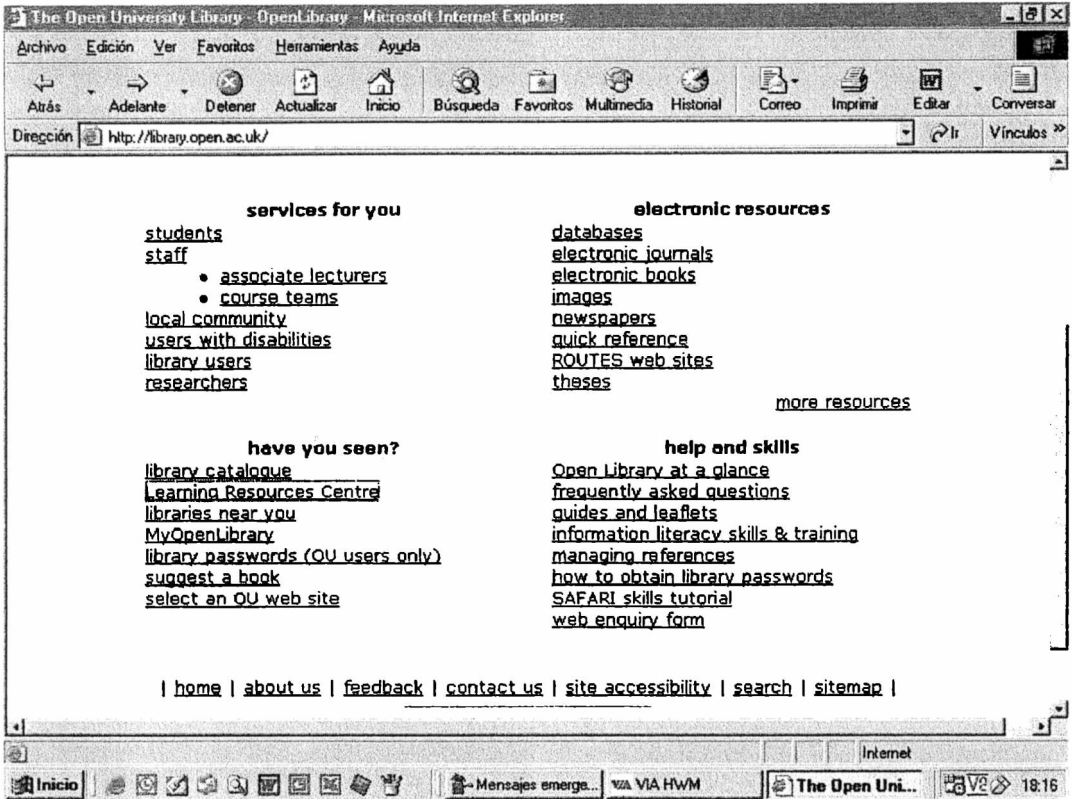 The Open University Library - OpenLibrary - Microsoft Internet Explorer
Archivo Edición Ver Favoritos Herramientas Ayuda
Atrás Adelante Detener Actualizar Inicio Búsqueda Favoritos Multimedia Historial Correo Imprimir Editar Conversar
Dirección http://library.open.ac.uk/ Ir Vínculos »
services for you
students
staff
• associate lecturers
• course teams
local community
users with disabilities
library users
researchers
electronic resources
databases
electronic journals
electronic books
images
newspapers
quick reference
ROUTES web sites
theses
more resources
have you seen?
library catalogue
Learning Resources Centre
libraries near you
MyOpenLibrary
library passwords (OU users only)
suggest a book
select an OU web site
help and skills
Open Library at a glance
frequently asked questions
guides and leaflets
information literacy skills & training
managing references
how to obtain library passwords
SAFARI skills tutorial
web enquiry form
| home | about us | feedback | contact us | site accessibility | search | sitemap |
Internet
Inicio Mensajes emerge... VIA VIA HWM The Open Uni... 18:16